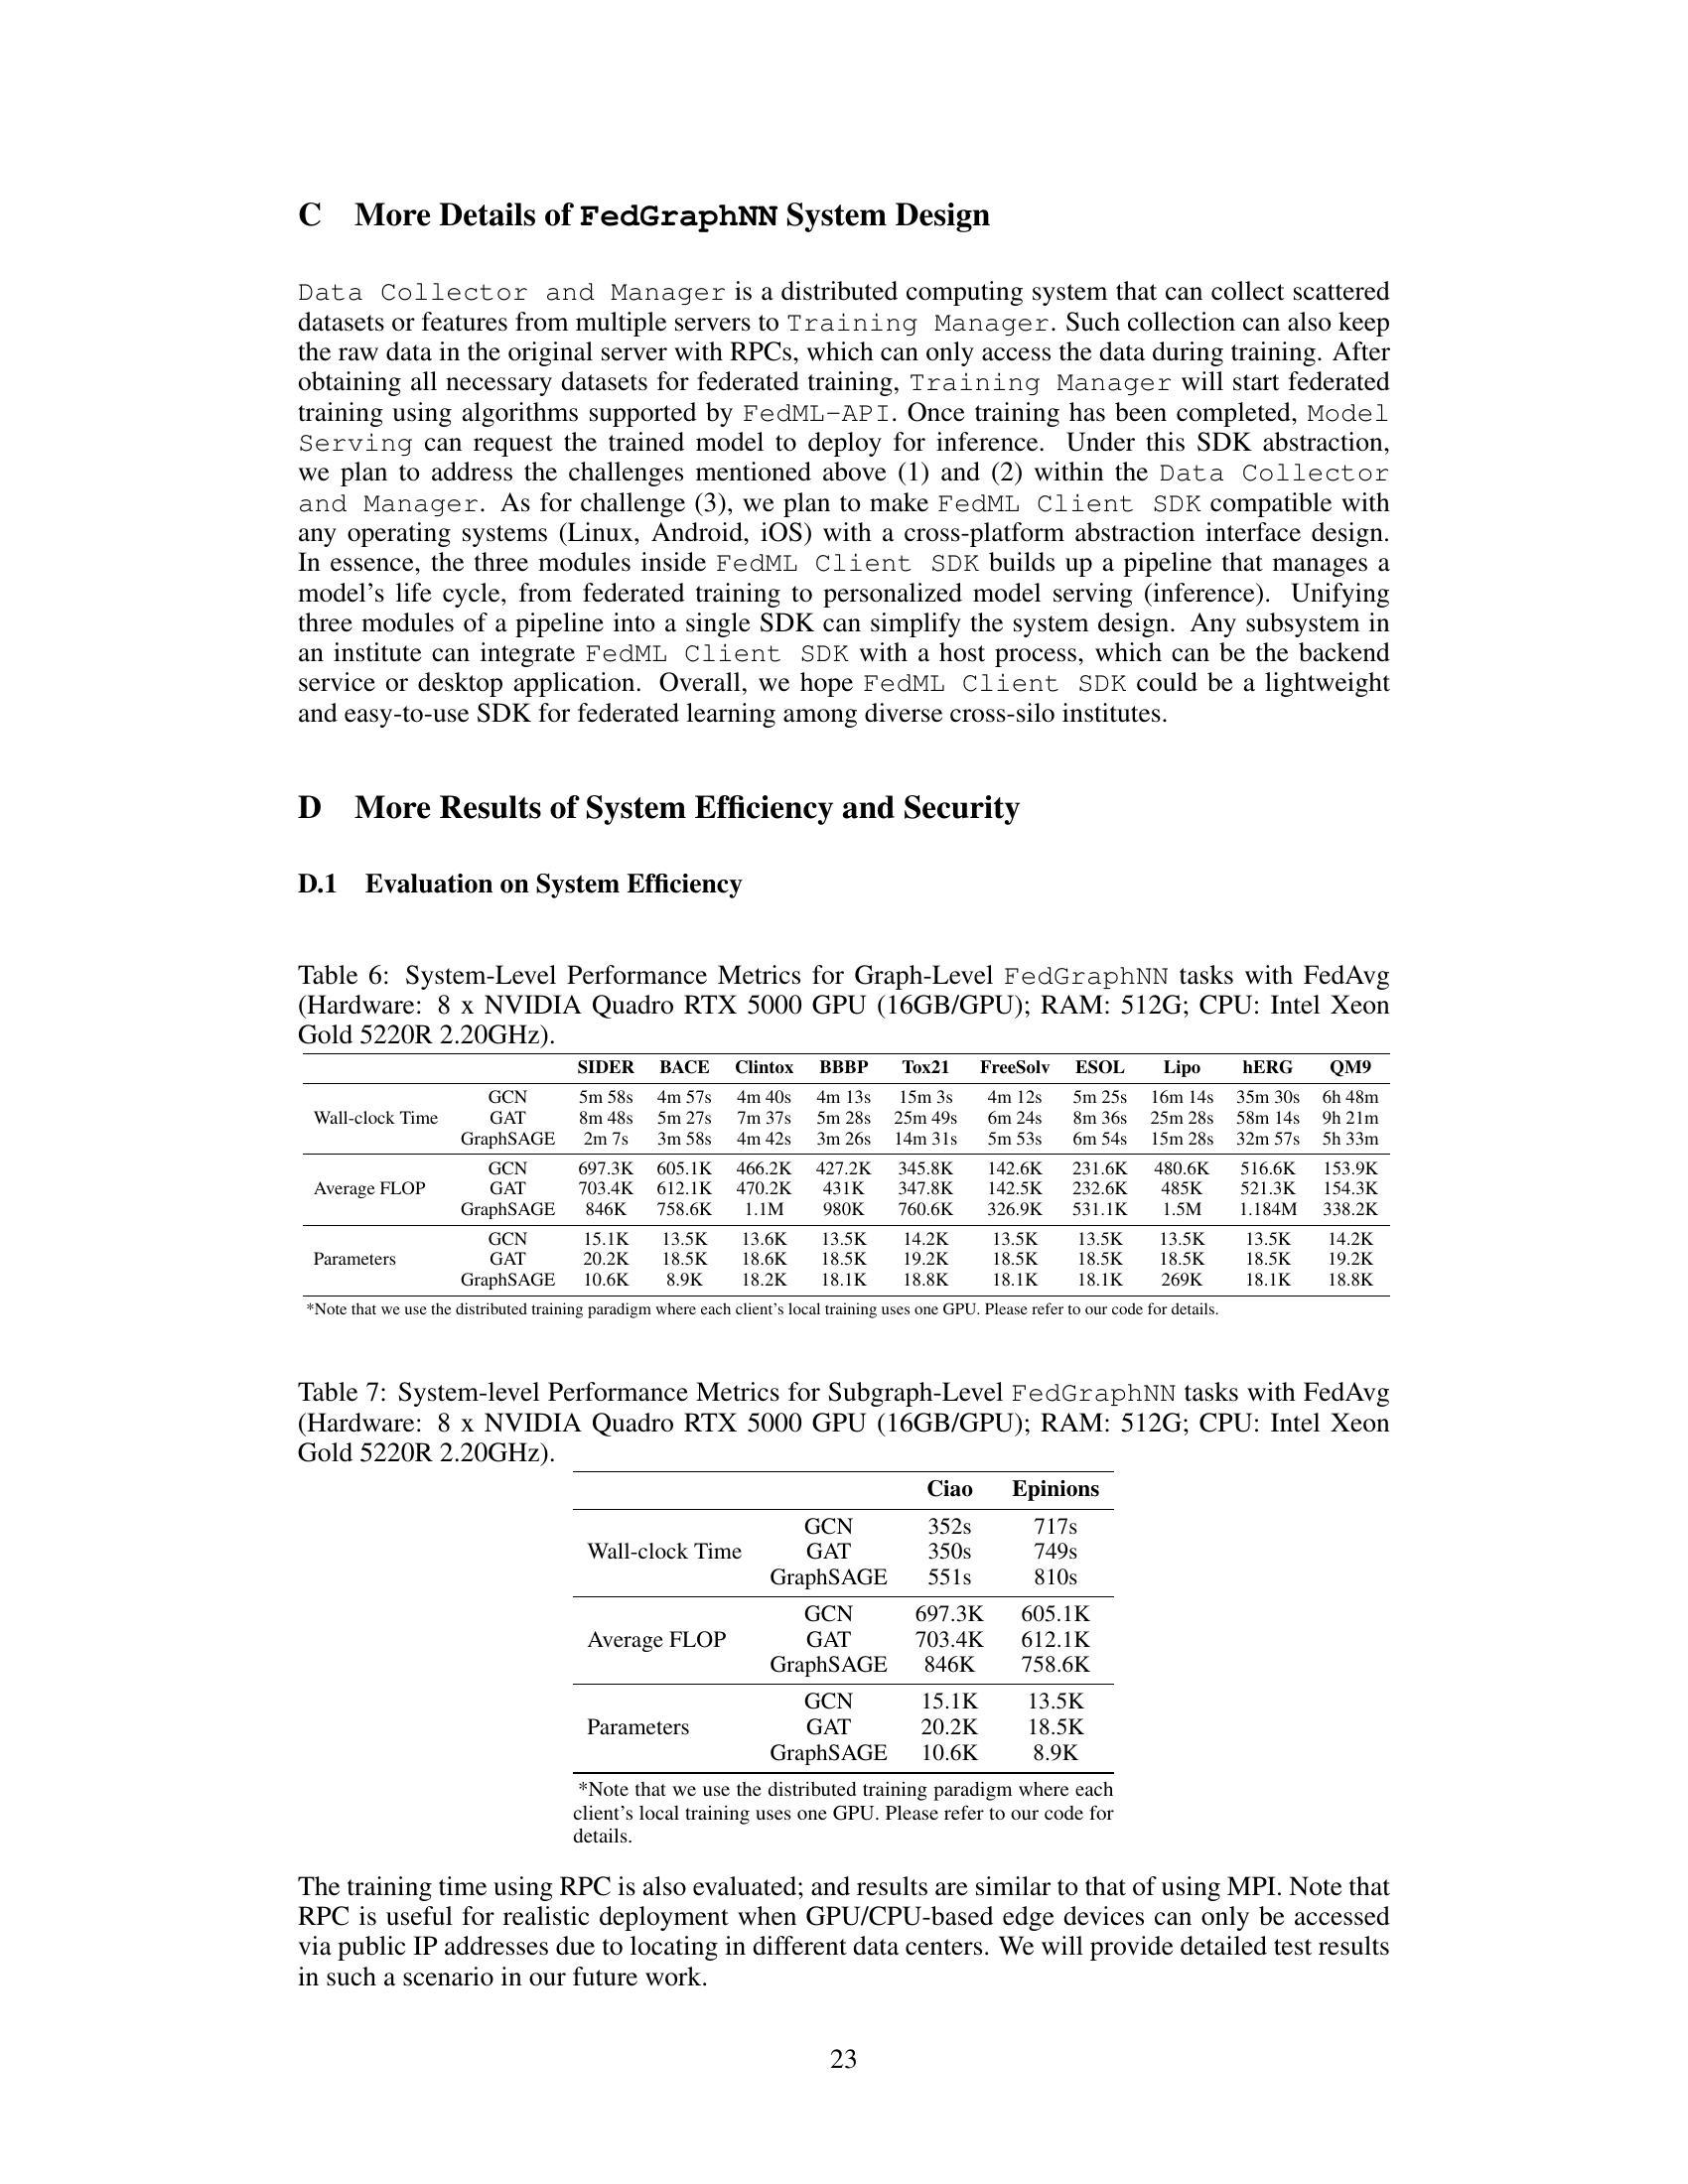 C More Details of FedGraphNN System Design
Data Collector and Manager is a distributed computing system that can collect scattered
datasets or features from multiple servers to Training Manager. Such collection can also keep
the raw data in the original server with RPCs, which can only access the data during training. After
obtaining all necessary datasets for federated training, Training Manager will start federated
training using algorithms supported by FedML-API. Once training has been completed, Model
Serving can request the trained model to deploy for inference. Under this SDK abstraction,
we plan to address the challenges mentioned above (1) and (2) within the Data Collector
and Manager. As for challenge (3), we plan to make FedML Client SDK compatible with
any operating systems (Linux, Android, iOS) with a cross-platform abstraction interface design.
In essence, the three modules inside FedML Client SDK builds up a pipeline that manages a
model's life cycle, from federated training to personalized model serving (inference). Unifying
three modules of a pipeline into a single SDK can simplify the system design. Any subsystem in
an institute can integrate FedML Client SDK with a host process, which can be the backend
service or desktop application. Overall, we hope FedML Client SDK could be a lightweight
and easy-to-use SDK for federated learning among diverse cross-silo institutes.
D More Results of System Efficiency and Security
D.1 Evaluation on System Efficiency
Table 6: System-Level Performance Metrics for Graph-Level FedGraphNN tasks with FedAvg
(Hardware: 8 x NVIDIA Quadro RTX 5000 GPU (16GB/GPU); RAM: 512G; CPU: Intel Xeon
Gold 5220R 2.20GHz).
SIDER BACE Clintox BBBP Tox21 FreeSolv ESOL Lipo hERG QM9
GCN 5m 58s 4m 57s 4m 40s 4m 13s 15m 3s 4m 12s 5m 25s 16m 14s 35m 30s 6h 48m
Wall-clock Time GAT 8m 48s 5m 27s 7m 37s 5m 28s 25m 49s 6m 24s 8m 36s 25m 28s 58m 14s 9h 21m
GraphSAGE 2m 7s 3m 58s 4m 42s 3m 26s 14m 31s 5m 53s 6m 54s 15m 28s 32m 57s 5h 33m
GCN 697.3K 605.1K 466.2K 427.2K 345.8K 142.6K 231.6K 480.6K 516.6K 153.9K
Average FLOP GAT 703.4K 612.1K 470.2K 431K 347.8K 142.5K 232.6K 485K 521.3K 154.3K
GraphSAGE 846K 758.6K 1.1M 980K 760.6K 326.9K 531.1K 1.5M 1.184M 338.2K
GCN 15.1K 13.5K 13.6K 13.5K 14.2K 13.5K 13.5K 13.5K 13.5K 14.2K
Parameters GAT 20.2K 18.5K 18.6K 18.5K 19.2K 18.5K 18.5K 18.5K 18.5K 19.2K
GraphSAGE 10.6K 8.9K 18.2K 18.1K 18.8K 18.1K 18.1K 269K 18.1K 18.8K
*Note that we use the distributed training paradigm where each client's local training uses one GPU. Please refer to our code for details.
Table 7: System-level Performance Metrics for Subgraph-Level FedGraphNN tasks with FedAvg
(Hardware: 8 x NVIDIA Quadro RTX 5000 GPU (16GB/GPU); RAM: 512G; CPU: Intel Xeon
Gold 5220R 2.20GHz).
Ciao Epinions
GCN 352s 717s
Wall-clock Time GAT 350s 749s
GraphSAGE 551s 810s
GCN 697.3K 605.1K
Average FLOP GAT 703.4K 612.1K
GraphSAGE 846K 758.6K
GCN 15.1K 13.5K
Parameters GAT 20.2K 18.5K
GraphSAGE 10.6K 8.9K
*Note that we use the distributed training paradigm where each
client's local training uses one GPU. Please refer to our code for
details.
The training time using RPC is also evaluated; and results are similar to that of using MPI. Note that
RPC is useful for realistic deployment when GPU/CPU-based edge devices can only be accessed
via public IP addresses due to locating in different data centers. We will provide detailed test results
in such a scenario in our future work.
23